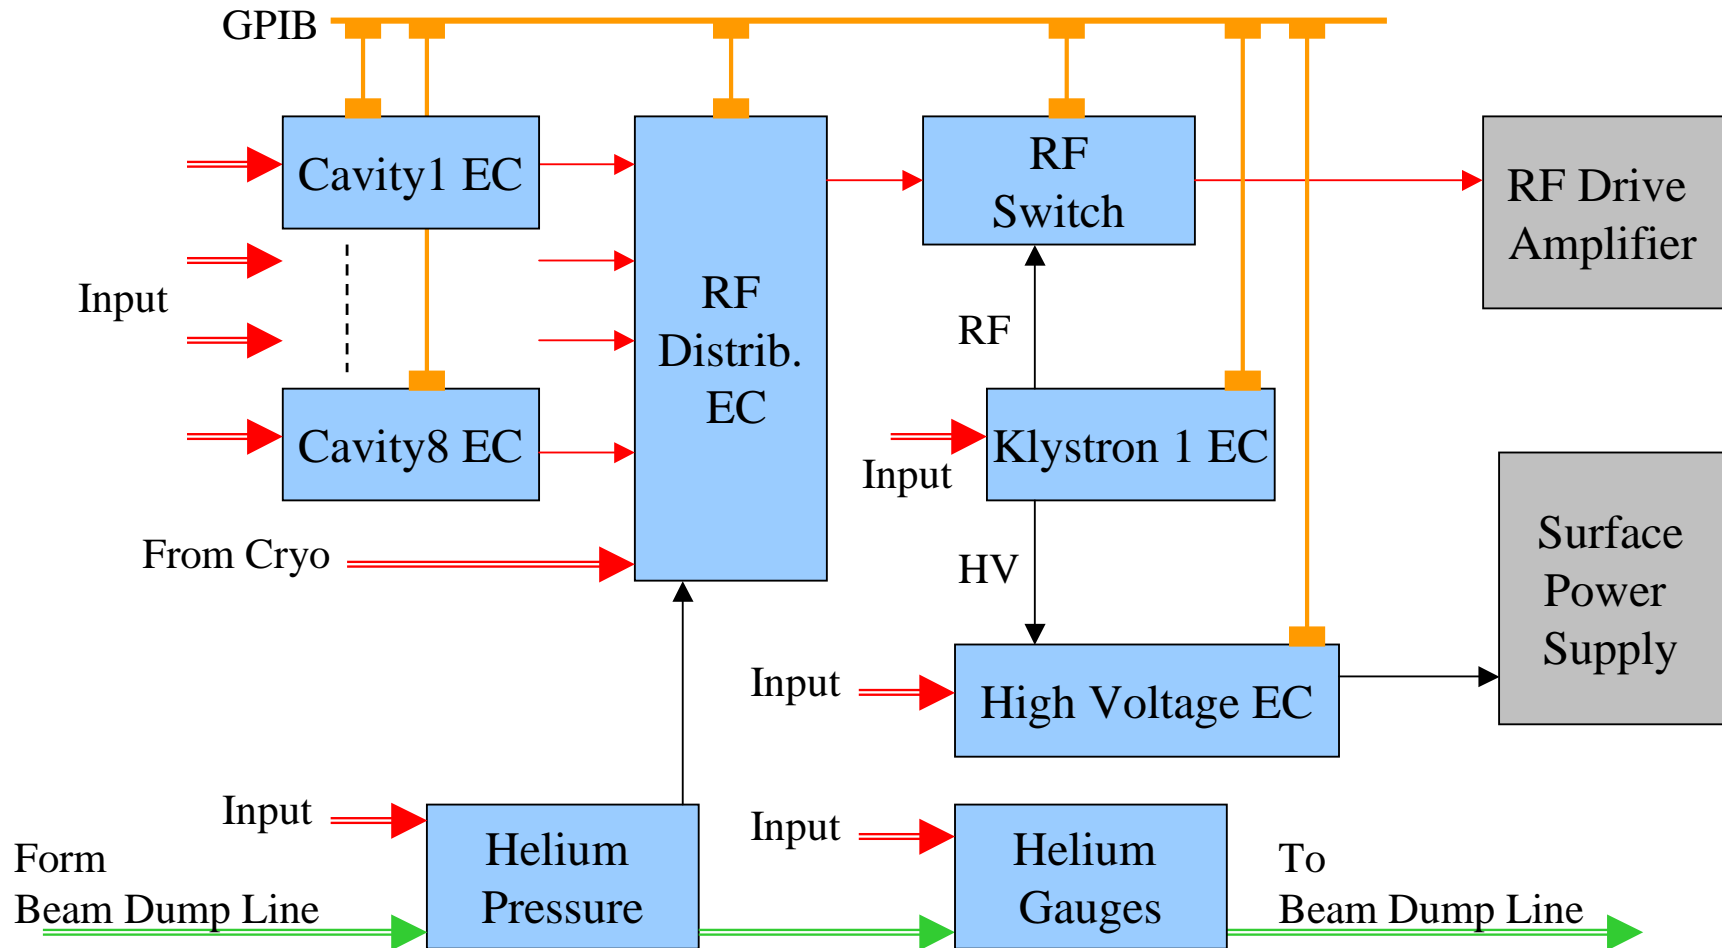 GPIB
Cavity1 EC
RF
Switch
RF Drive
Amplifier
Input
RF
Distrib.
EC
RF
Cavity8 EC
Input
Klystron 1 EC
From Cryo
HV
Surface
Power
Supply
Input
High Voltage EC
Input
Helium
Pressure
Input
Helium
Gauges
Form
Beam Dump Line
To
Beam Dump Line